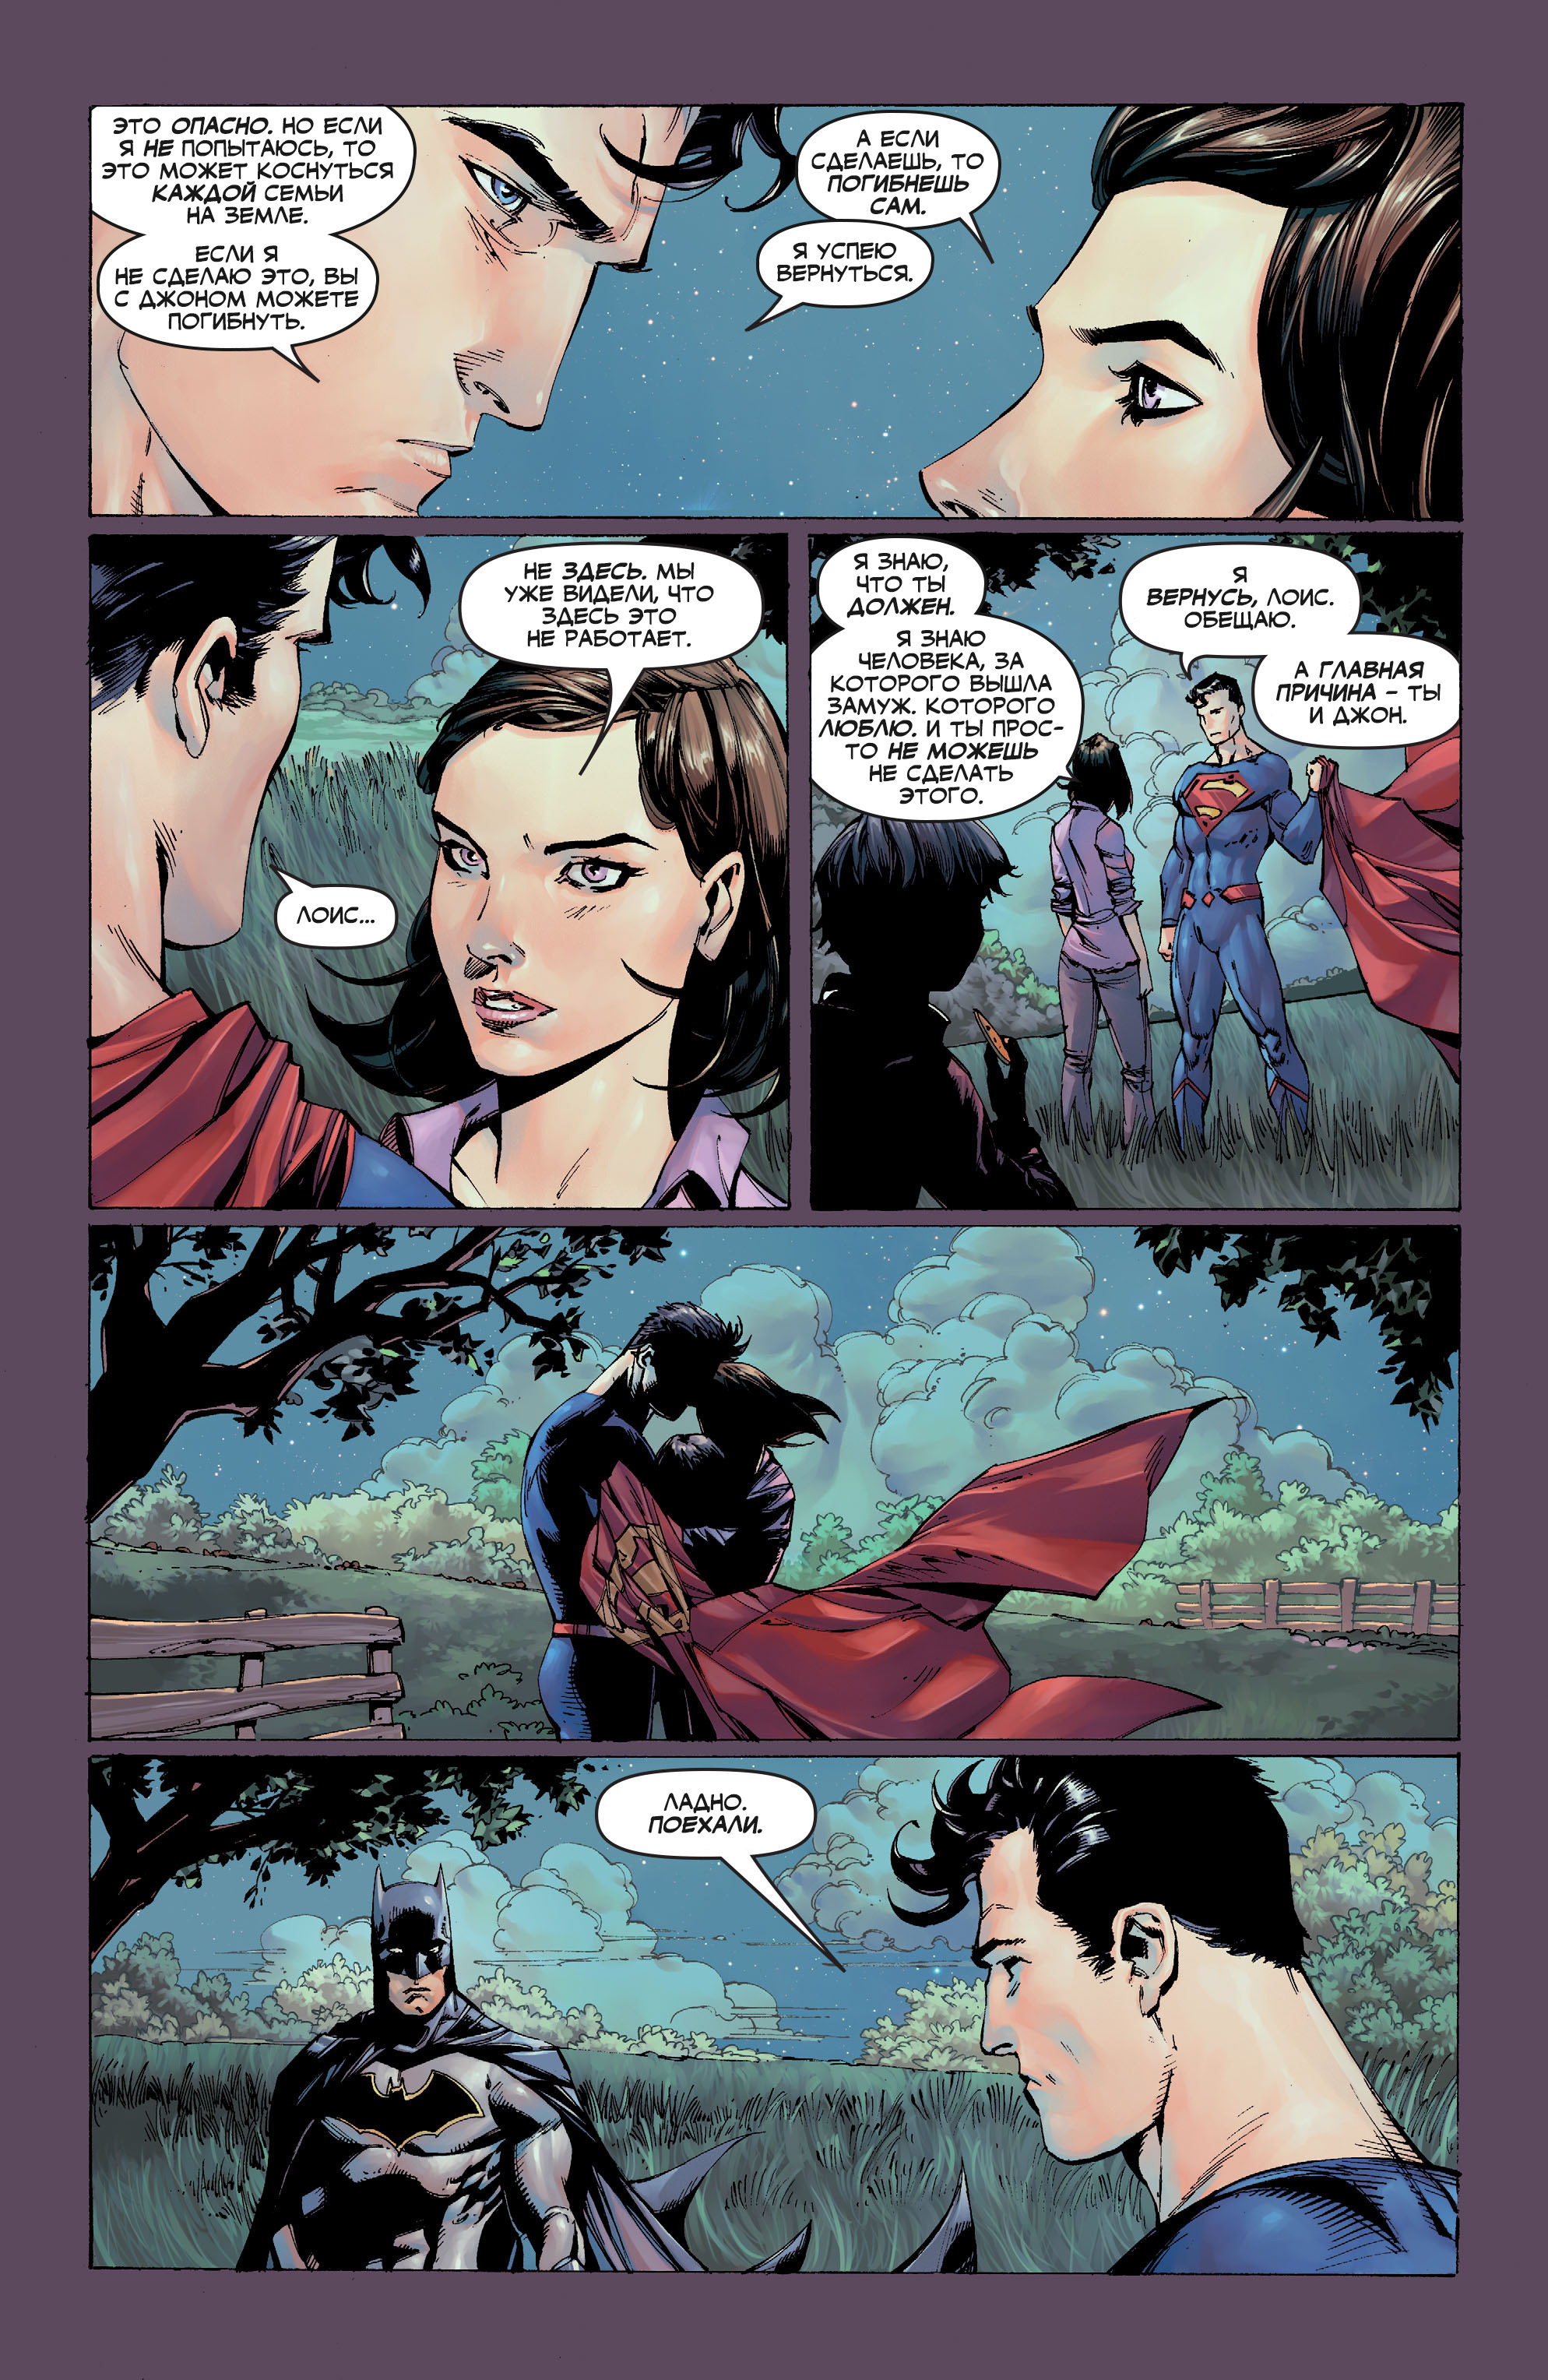 ЭТО ОПАСНО. НО ЕСЛИ
Я НЕ ПОПЫТАЮСЬ, ТО
ЭТО МОЖЕТ КОСНУТЬСЯ
КАЖДОЙ СЕМЬИ
НА ЗЕМЛЕ.
ЕСЛИ Я
НЕ СДЕЛАЮ ЭТО, ВЫ
С ДЖОНОМ МОЖЕТЕ
ПОГИБНУТЬ.
А ЕСЛИ
СДЕЛАЕШЬ, ТО
ПОГИБНЕШЬ
САМ.
Я УСПЕЮ
ВЕРНУТЬСЯ.
НЕ ЗДЕСЬ. МЫ
УЖЕ ВИДЕЛИ, ЧТО
ЗДЕСЬ ЭТО
НЕ РАБОТАЕТ.
ЛОИС...
Я ЗНАЮ,
ЧТО ТЫ
ДОЛЖЕН.
Я ЗНАЮ
ЧЕЛОВЕКА, ЗА
КОТОРОГО ВЫШЛА
ЗАМУЖ. КОТОРОГО
ЛЮБЛЮ. И ТЫ ПРОС-
ТО НЕ МОЖЕШЬ
НЕ СДЕЛАТЬ
ЭТОГО.
Я
ВЕРНУСЬ, ЛОИС.
ОБЕЩАЮ.
А ГЛАВНАЯ
ПРИЧИНА – ТЫ
И ДЖОН.
ЛАДНО.
ПОЕХАЛИ.